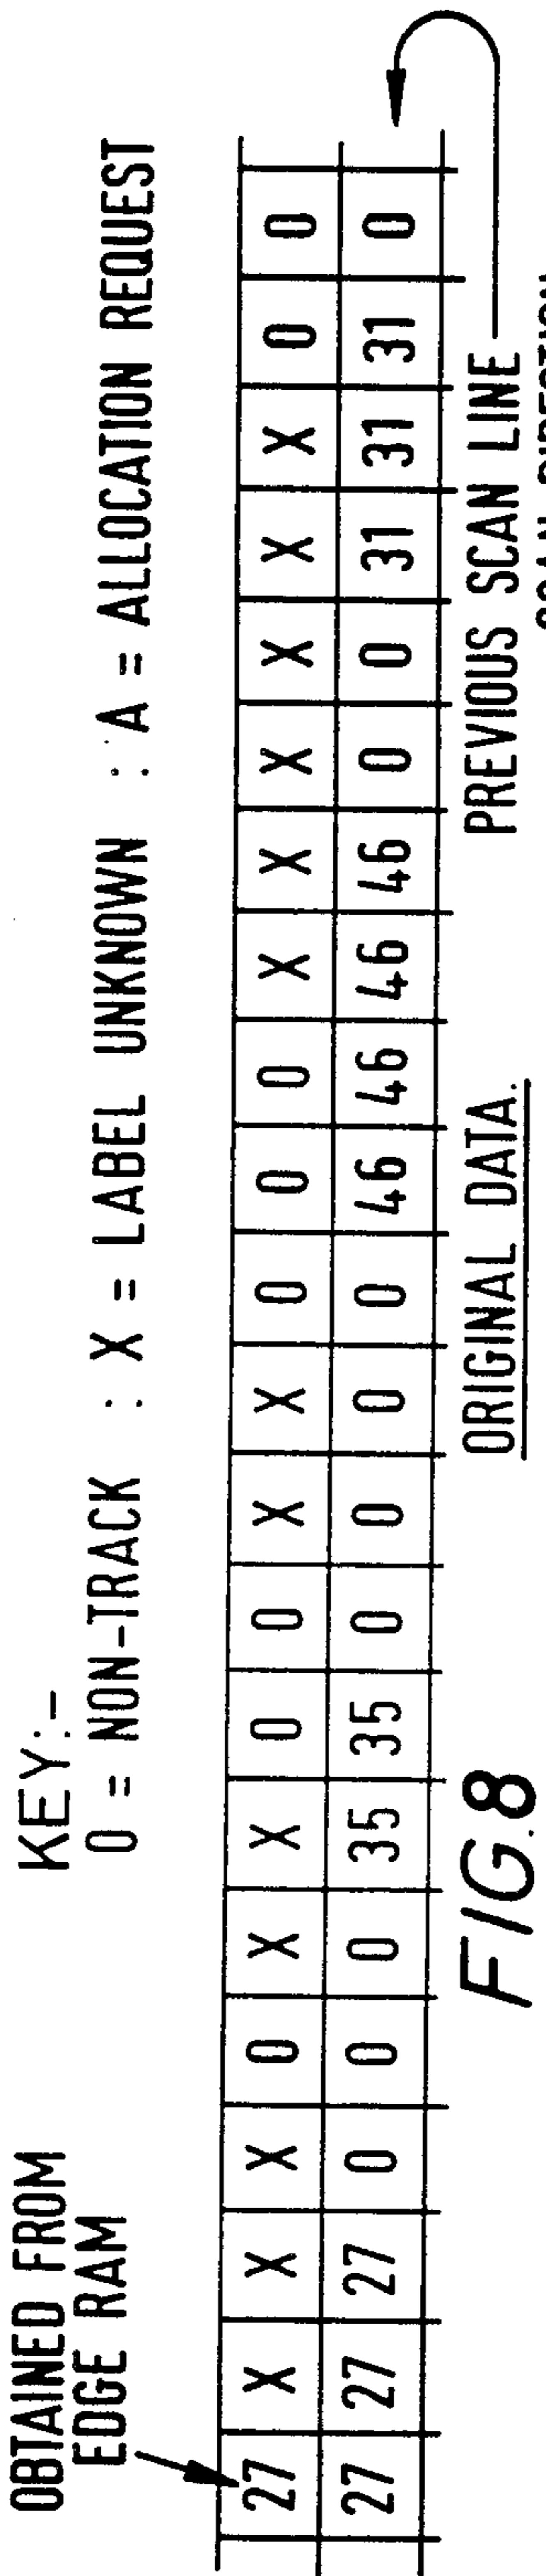 OBTAINED FROM
EDGE RAM
KEY:-
0 = NON-TRACK : X = LABEL UNKNOWN : A = ALLOCATION REQUEST
27 X X X 0 X X 0 0 X X 0 0 0 X X X X X X 0 0
27 27 27 0 0 0 35 35 0 0 0 0 46 46 46 46 0 0 31 31 31 0
FIG.8
ORIGINAL DATA.
PREVIOUS SCAN LINE
SCAN DIRECTION